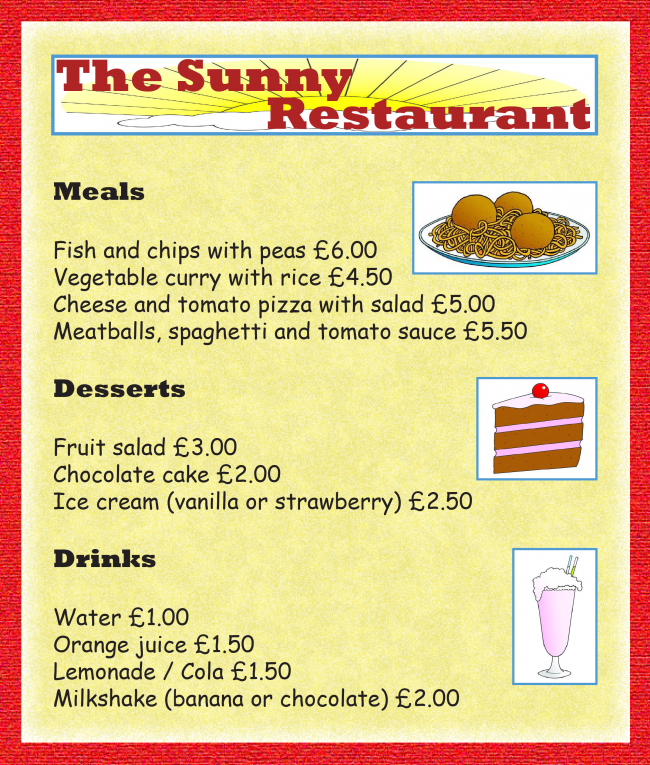 The Sunny
Restaurant
Meals
Fish and chips with peas £6.00
Vegetable curry with rice £4.50
Cheese and tomato pizza with salad £5.00
Meatballs, spaghetti and tomato sauce £5.50
Desserts
Fruit salad £3.00
Chocolate cake £2.00
Ice cream (vanilla or strawberry) £2.50
Drinks
Water £1.00
Orange juice £1.50
Lemonade / Cola £1.50
Milkshake (banana or chocolate) £2.00